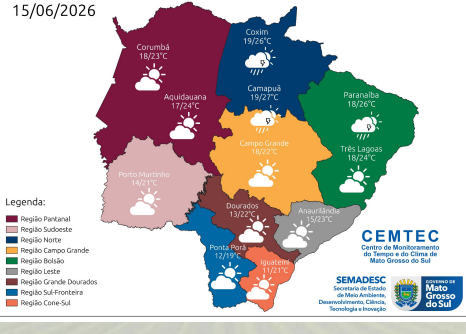 15/06/2026
Coxim
19/26°C
Corumbá
18/23°C
Camapuã
19/27°C
Aquidauana
17/24°C
Paranaíba
18/26°C
Campo Grande
18/22°C
Três Lagoas
18/24°C
Porto Murtinho
14/21°C
Dourados
13/22°C
Anaurilândia
15/23°C
Ponta Porã
12/19°C
Iguatemi
11/21°C
Legenda:
Região Pantanal
Região Sudoeste
Região Norte
Região Campo Grande
Região Bolsão
Região Leste
Região Grande Dourados
Região Sul-Fronteira
Região Cone-Sul
CEMTEC
Centro de Monitoramento
do Tempo e do Clima de
Mato Grosso do Sul
SEMADESC
Secretaria de Estado
de Meio Ambiente,
Desenvolvimento, Ciência,
Tecnologia e Inovação
GOVERNO DE
Mato
Grosso
do Sul